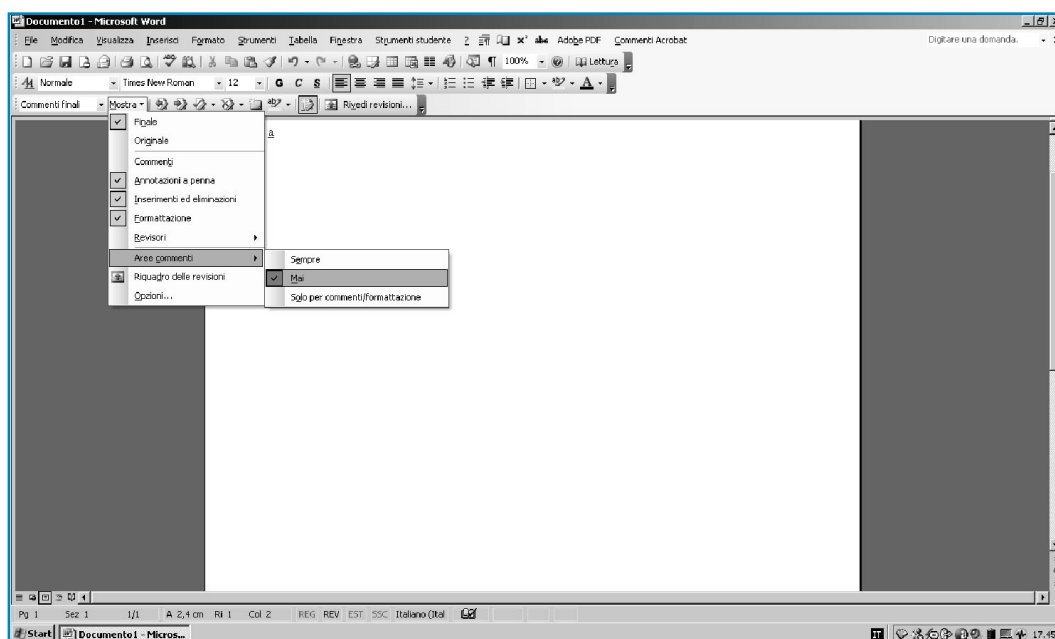 Documento1 - Microsoft Word
File Modifica Visualizza Inserisci Formato Strumenti Tabella Finestra Strumenti studente ? Adobe PDF Commenti Acrobat Digitare una domanda.
100% Lettura
Normale Times New Roman 12 G C S
Commenti finali Mostra Rivedi revisioni...
Finale
a
Originale
Commenti
Annotazioni a penna
Inserimenti ed eliminazioni
Formattazione
Revisori
Aree commenti
Sempre
Riquadro delle revisioni
Mai
Opzioni...
Solo per commenti/formattazione
Pg 1 Sez 1 1/1 A 2,4 cm Ri 1 Col 2 REG REV EST SSC Italiano (Ital
Start Documento1 - Micros... IT 17.45